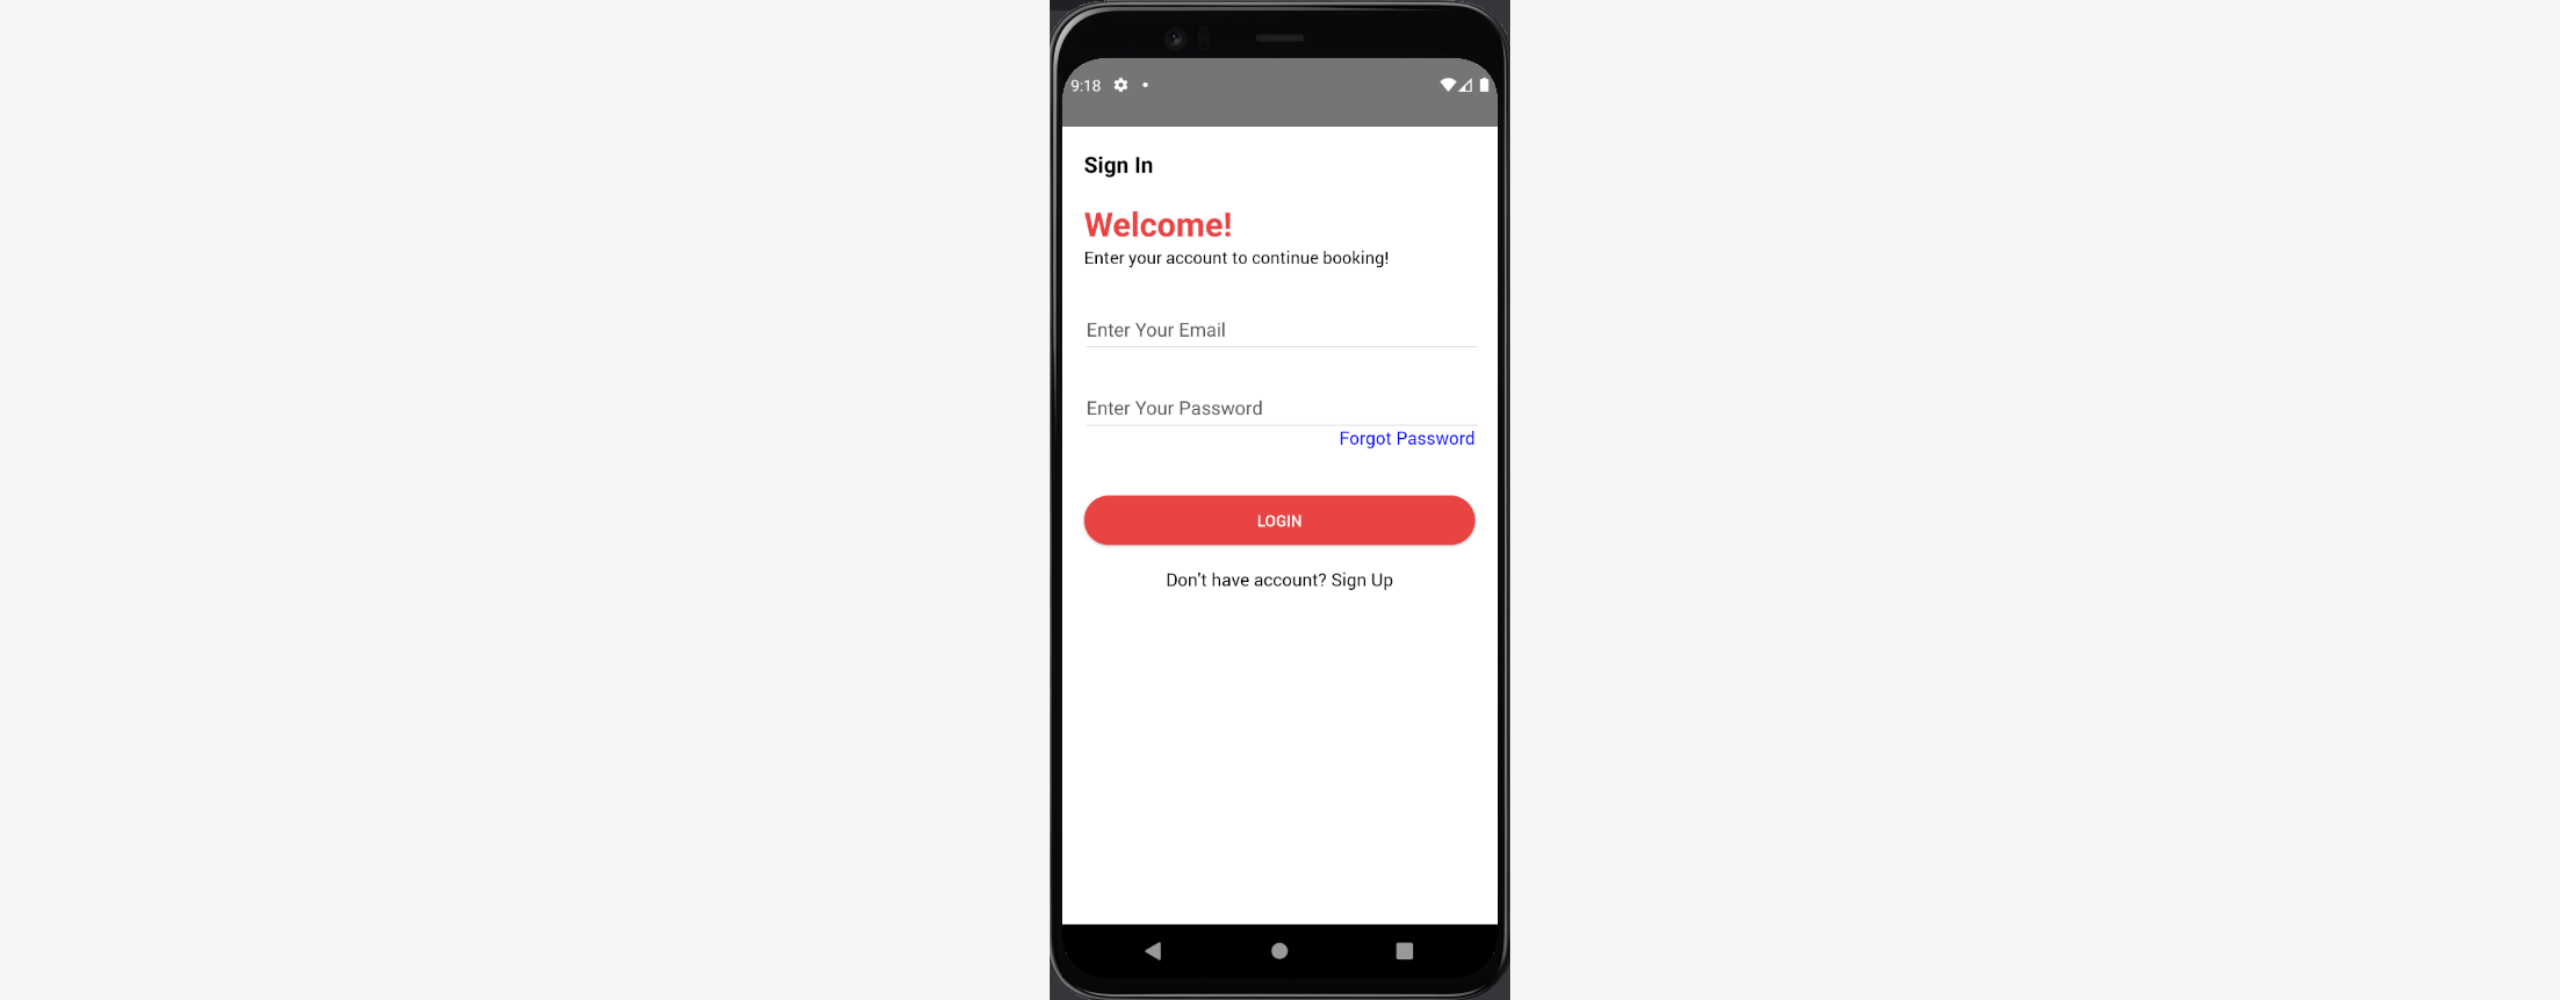 9:18
Sign In
Welcome!
Enter your account to continue booking!
Enter Your Email
Enter Your Password
Forgot Password
LOGIN
Don't have account? Sign Up